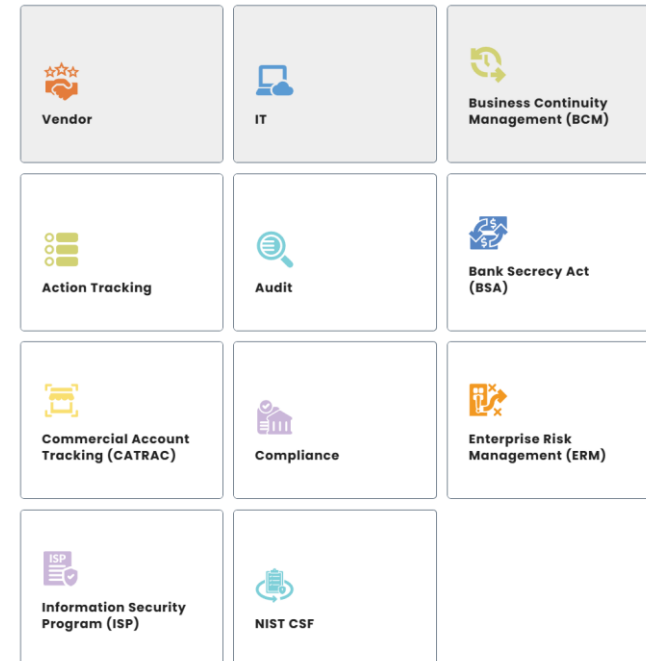 Vendor
IT
Business Continuity
Management (BCM)
Action Tracking
Audit
Bank Secrecy Act
(BSA)
Commercial Account
Tracking (CATRAC)
Compliance
Enterprise Risk
Management (ERM)
ISP
Information Security
Program (ISP)
NIST CSF